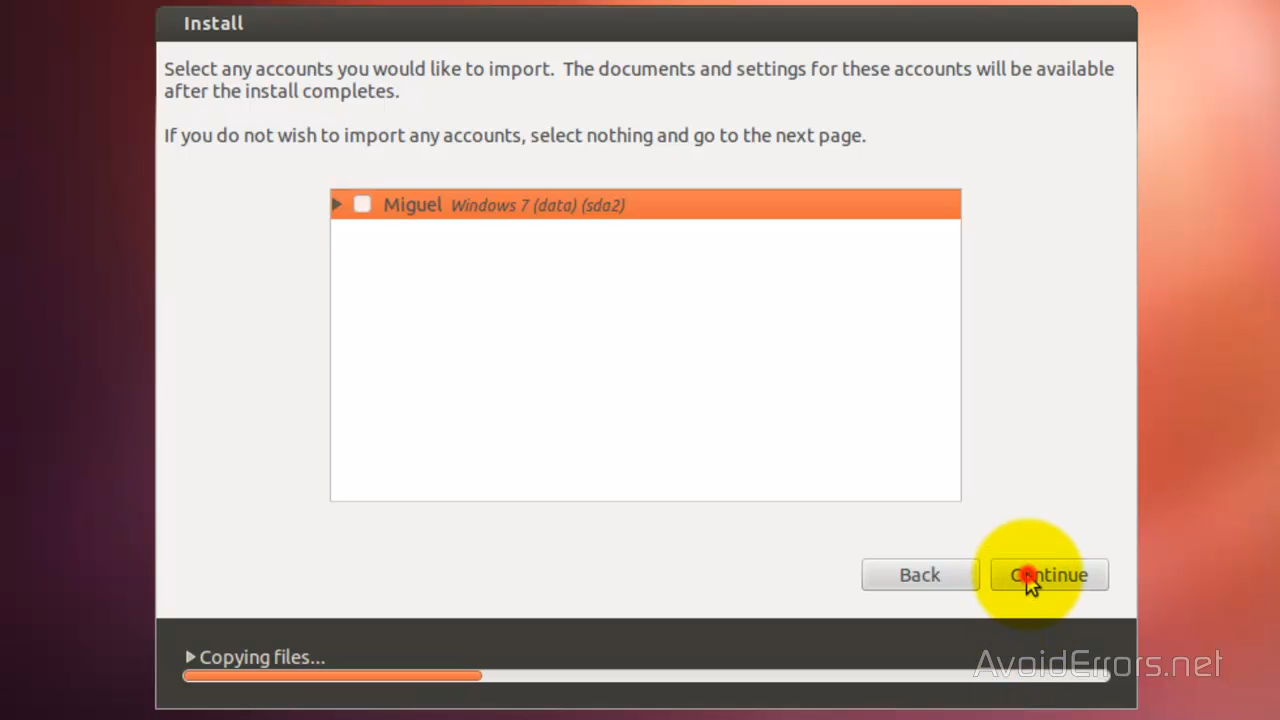 Install
Select any accounts you would like to import.  The documents and settings for these accounts will be available
after the install completes.
If you do not wish to import any accounts, select nothing and go to the next page.
Miguel Windows 7 (data) (sda2)
Back
Continue
Copying files...
AvoidErrors.net